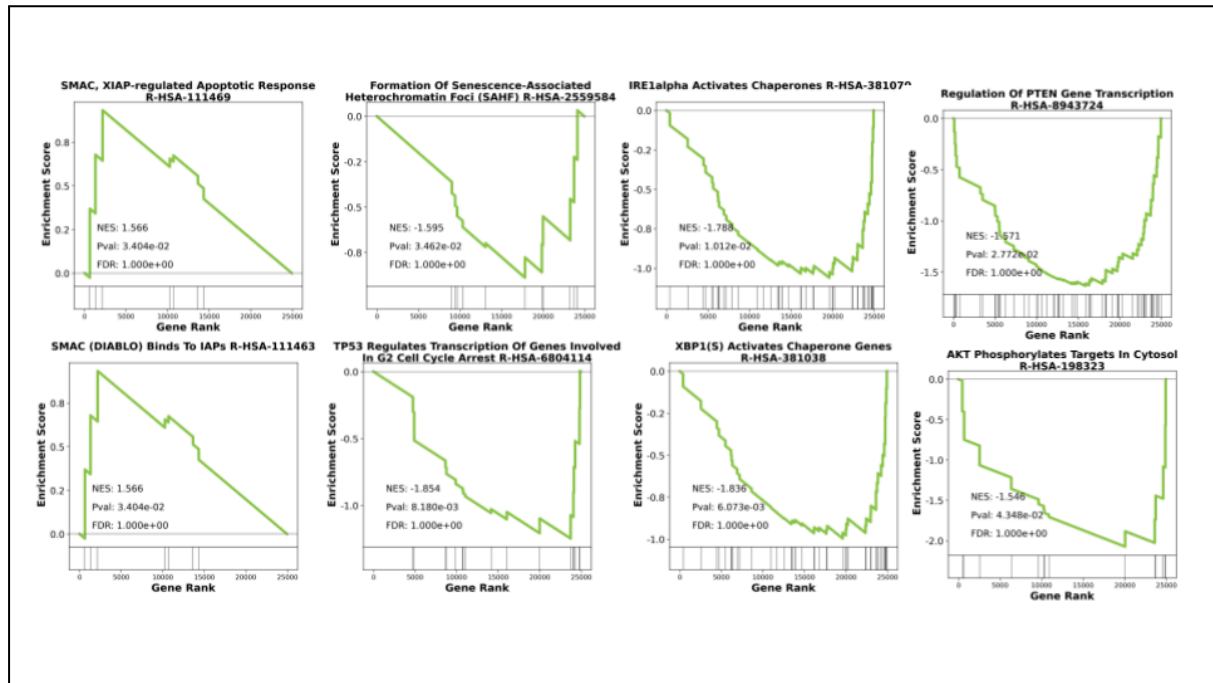 SMAC, XIAP-regulated Apoptotic Response
R-HSA-111469
Enrichment Score
0.8
0.5
0.2
0.0
NES: 1.566
Pval: 3.404e-02
FDR: 1.000e+00
0 5000 10000 15000 20000 25000
Gene Rank
Formation Of Senescence-Associated
Heterochromatin Foci (SAHF) R-HSA-2559584
Enrichment Score
0.0
-0.2
-0.5
-0.8
NES: -1.595
Pval: 3.462e-02
FDR: 1.000e+00
0 5000 10000 15000 20000 25000
Gene Rank
IRE1alpha Activates Chaperones
Enrichment Score
0.0
-0.2
-0.5
-0.8
-1.0
NES: -1.788
Pval: 1.012e-02
FDR: 1.000e+00
0 5000 10000 15000 20000 25000
Gene Rank
Regulation Of PTEN Gene Transcription
R-HSA-8943724
Enrichment Score
0.0
-0.5
-1.0
-1.5
NES: -1.571
Pval: 2.772e-02
FDR: 1.000e+00
0 5000 10000 15000 20000 25000
Gene Rank
SMAC (DIABLO) Binds To IAPs R-HSA-111463
Enrichment Score
0.8
0.5
0.2
0.0
NES: 1.566
Pval: 3.404e-02
FDR: 1.000e+00
0 5000 10000 15000 20000 25000
Gene Rank
TP53 Regulates Transcription Of Genes Involved
In G2 Cell Cycle Arrest R-HSA-6804114
Enrichment Score
0.0
-0.5
-1.0
NES: -1.854
Pval: 8.180e-03
FDR: 1.000e+00
0 5000 10000 15000 20000 25000
Gene Rank
XBP1(S) Activates Chaperone Genes
R-HSA-381038
Enrichment Score
0.0
-0.2
-0.5
-0.8
-1.0
NES: -1.836
Pval: 6.073e-03
FDR: 1.000e+00
0 5000 10000 15000 20000 25000
Gene Rank
AKT Phosphorylates Targets In Cytosol
R-HSA-198323
Enrichment Score
0.0
-0.5
-1.0
-1.5
-2.0
NES: -1.546
Pval: 4.348e-02
FDR: 1.000e+00
0 5000 10000 15000 20000 25000
Gene Rank